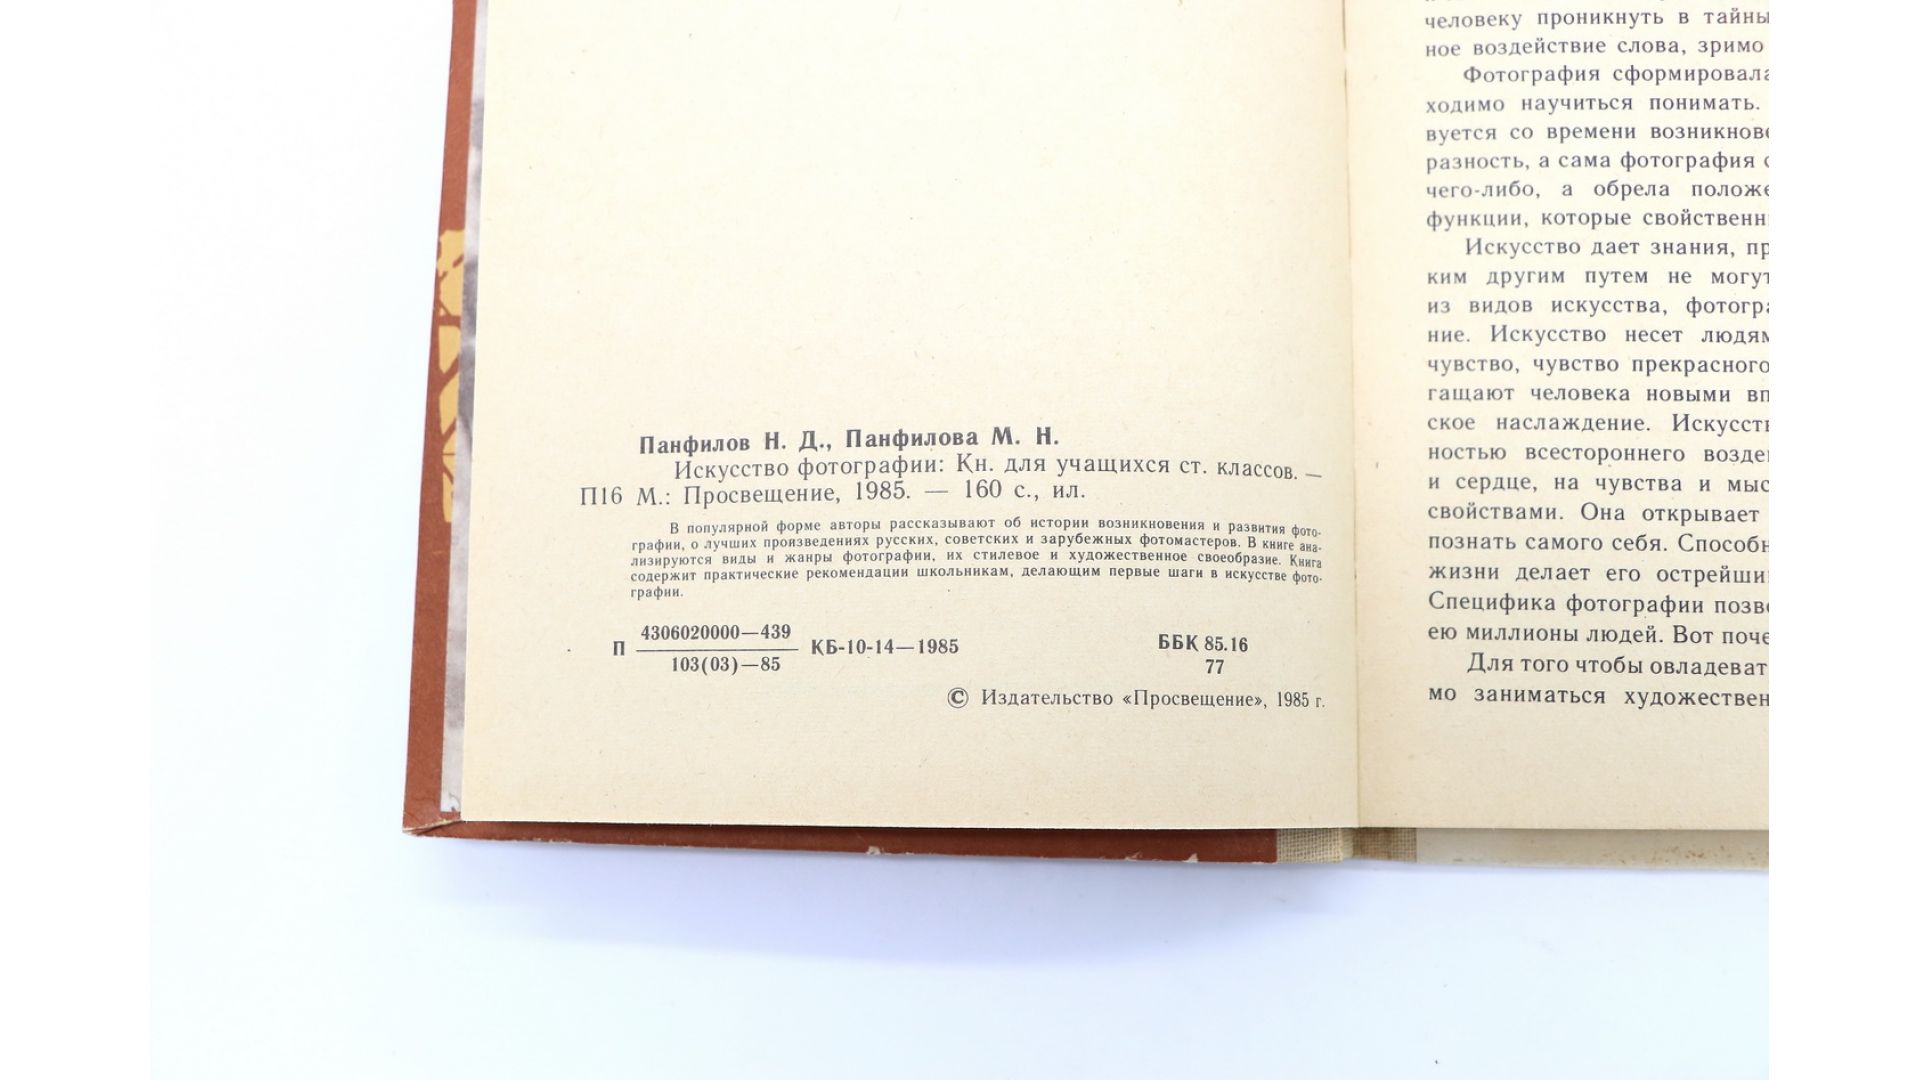 Панфилов Н. Д., Панфилова М. Н.
Искусство фотографии: Кн. для учащихся ст. классов. —
П16 М.: Просвещение, 1985. — 160 с., ил.
В популярной форме авторы рассказывают об истории возникновения и развития фото-
графии, о лучших произведениях русских, советских и зарубежных фотомастеров. В книге ана-
лизируются виды и жанры фотографии, их стилевое и художественное своеобразие. Книга
содержит практические рекомендации школьникам, делающим первые шаги в искусстве фото-
графии.
4306020000—439
П КБ-10-14—1985 ББК 85.16
103(03)—85 77
© Издательство «Просвещение», 1985 г.
человеку проникнуть в тайны
ное воздействие слова, зримо
Фотография сформировала
ходимо научиться понимать.
вуется со времени возникнове
разность, а сама фотография
чего-либо, а обрела положе
функции, которые свойственн
Искусство дает знания, пр
ким другим путем не могут
из видов искусства, фотогра
ние. Искусство несет людям
чувство, чувство прекрасного
гащают человека новыми вп
ское наслаждение. Искусств
ностью всестороннего возде
и сердце, на чувства и мыс
свойствами. Она открывает
познать самого себя. Способн
жизни делает его острейши
Специфика фотографии позво
ею миллионы людей. Вот поче
Для того чтобы овладеват
мо заниматься художествен